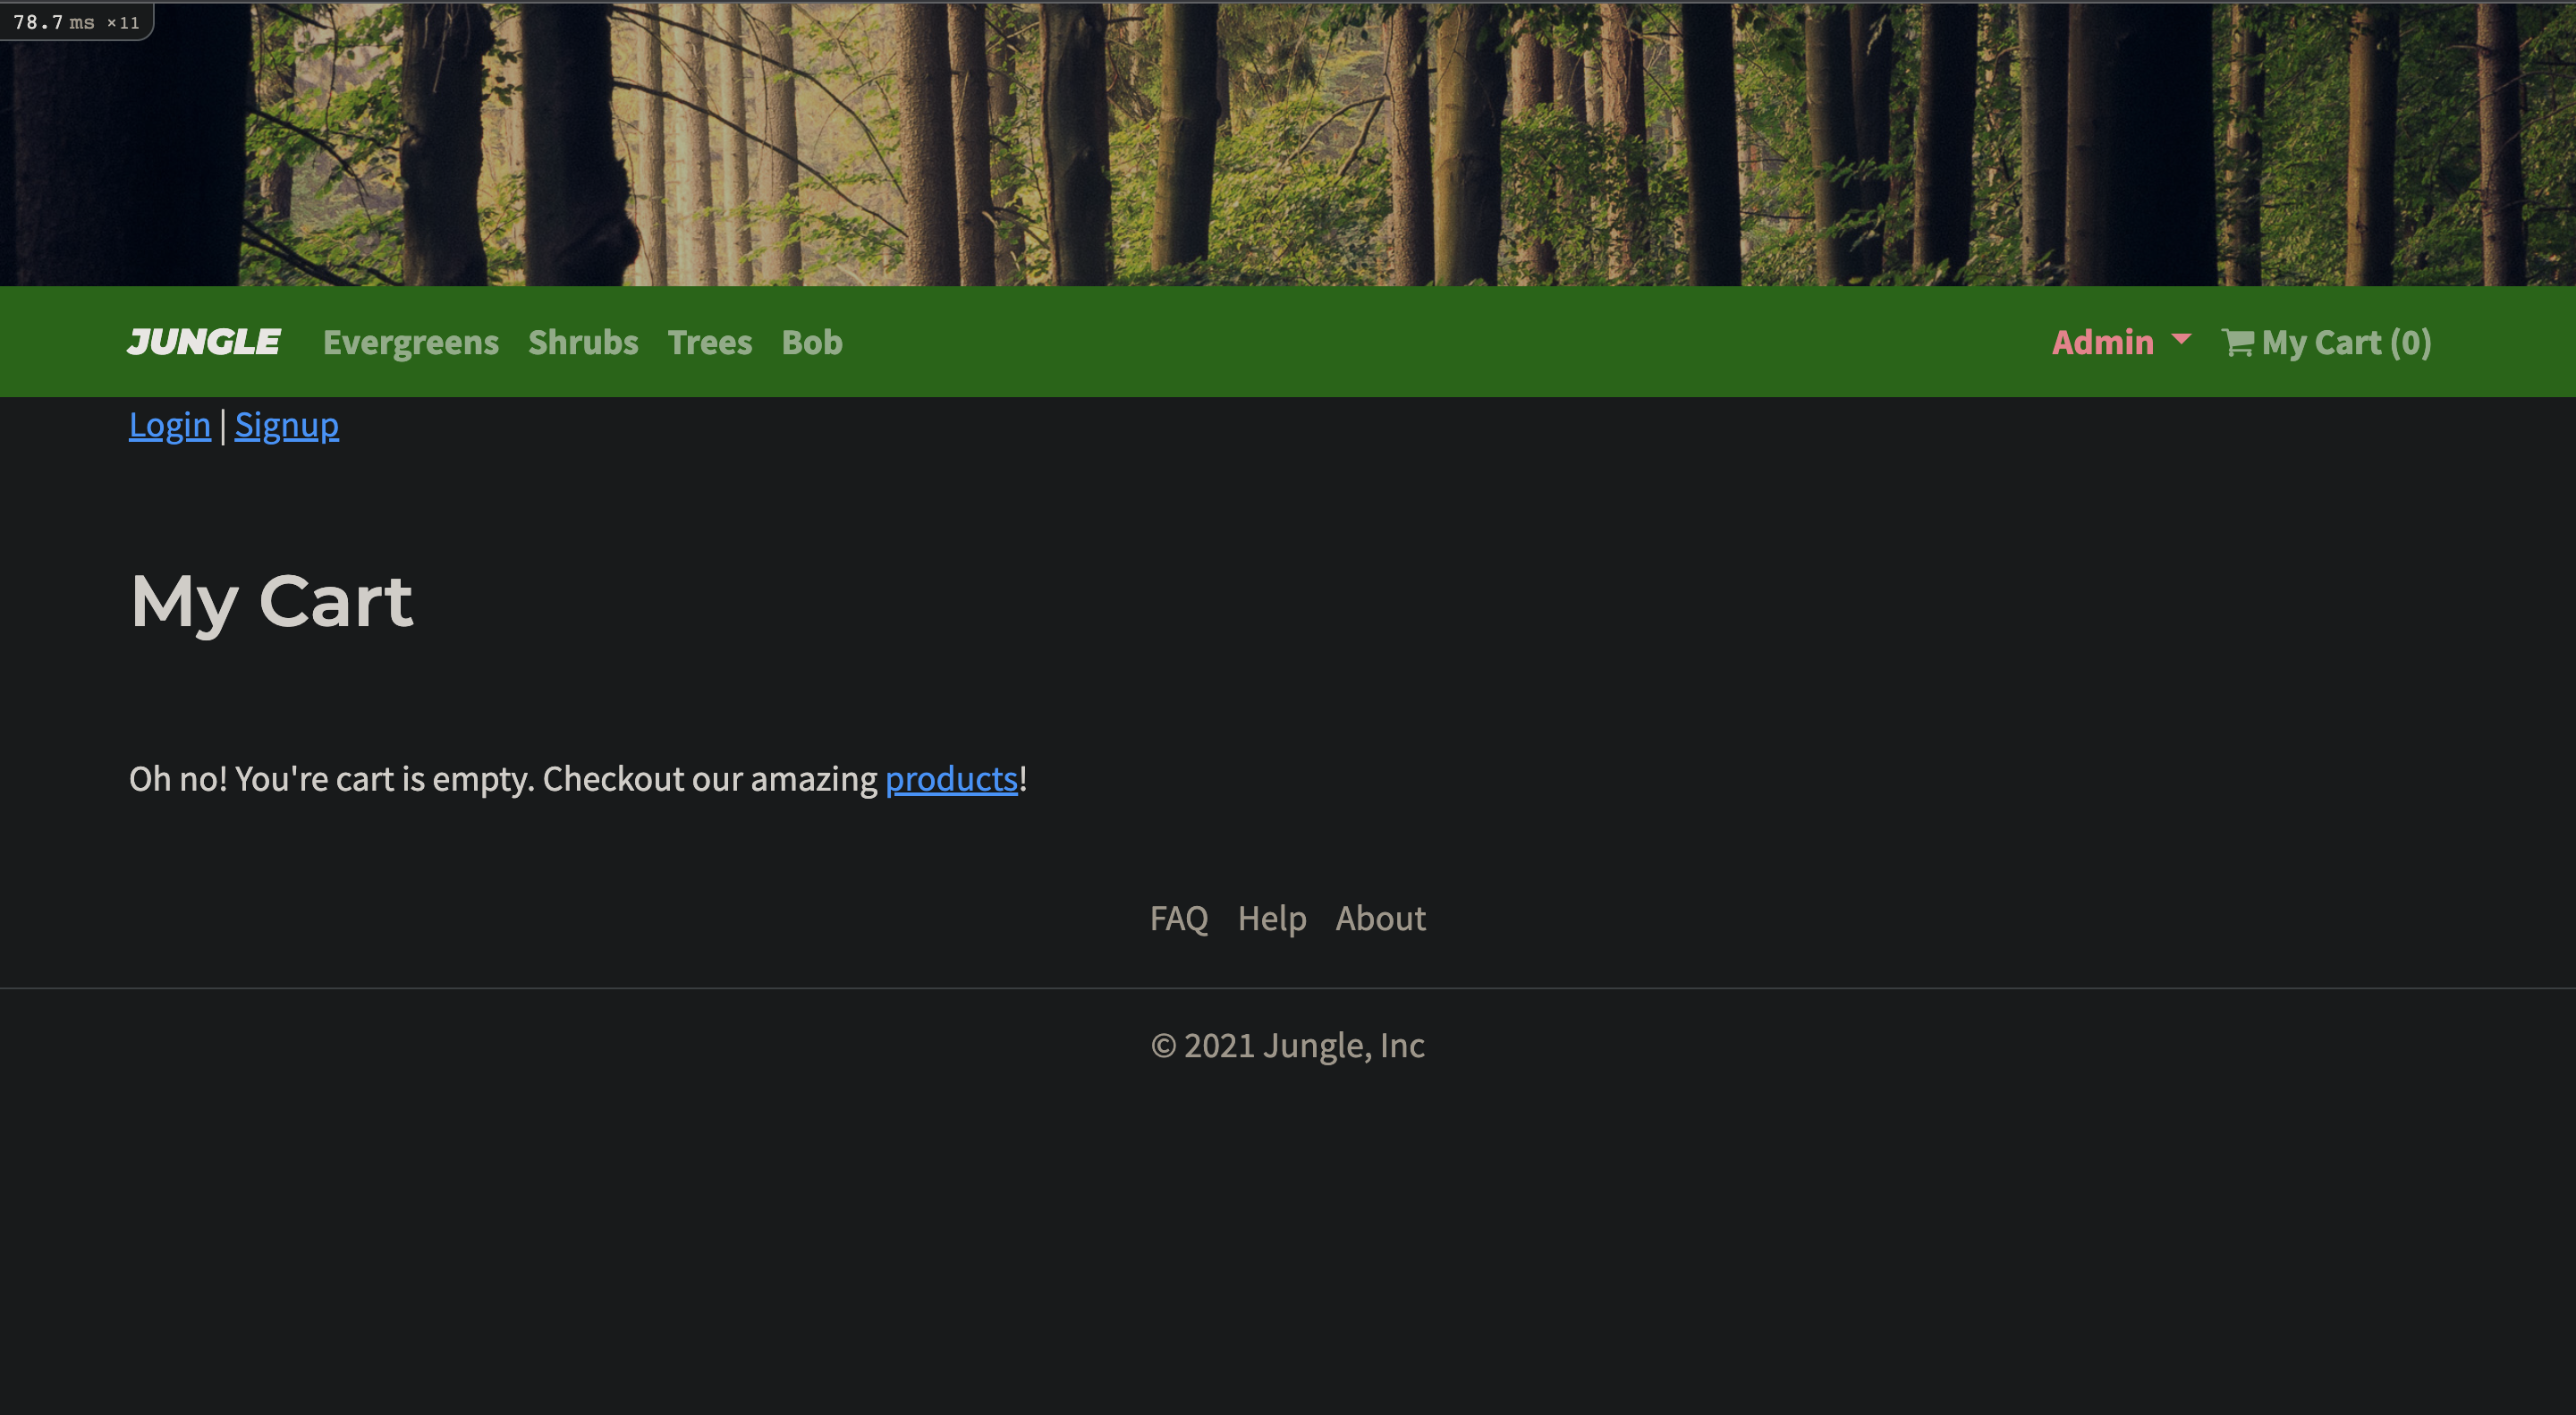 78.7 ms ×11
JUNGLE Evergreens Shrubs Trees Bob Admin My Cart (0)
Login | Signup
My Cart
Oh no! You're cart is empty. Checkout our amazing products!
FAQ Help About
© 2021 Jungle, Inc